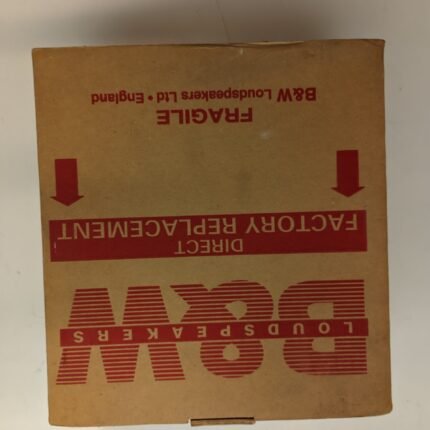 B&W
LOUDSPEAKERS
DIRECT
FACTORY REPLACEMENT
FRAGILE
B&W Loudspeakers Ltd • England